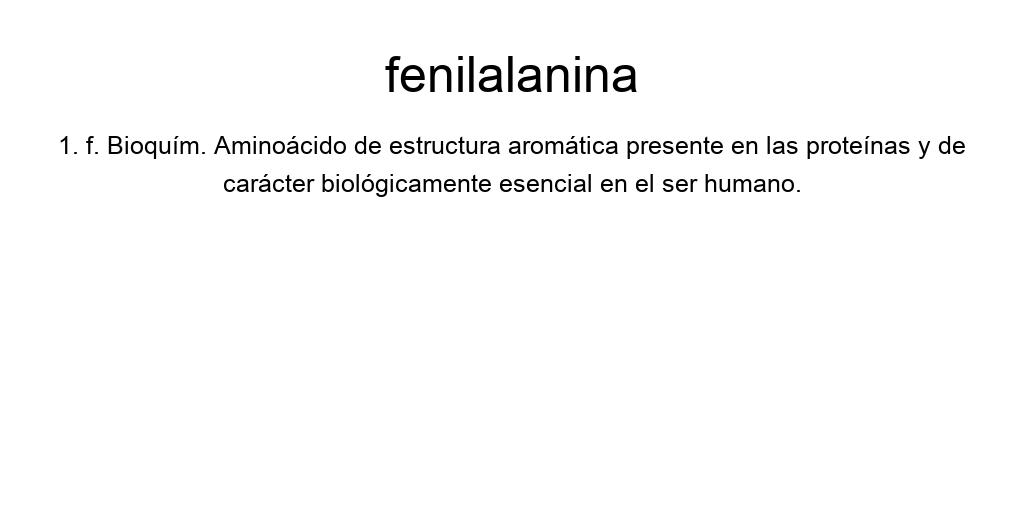 fenilalanina
1. f. Bioquím. Aminoácido de estructura aromática presente en las proteínas y de
carácter biológicamente esencial en el ser humano.